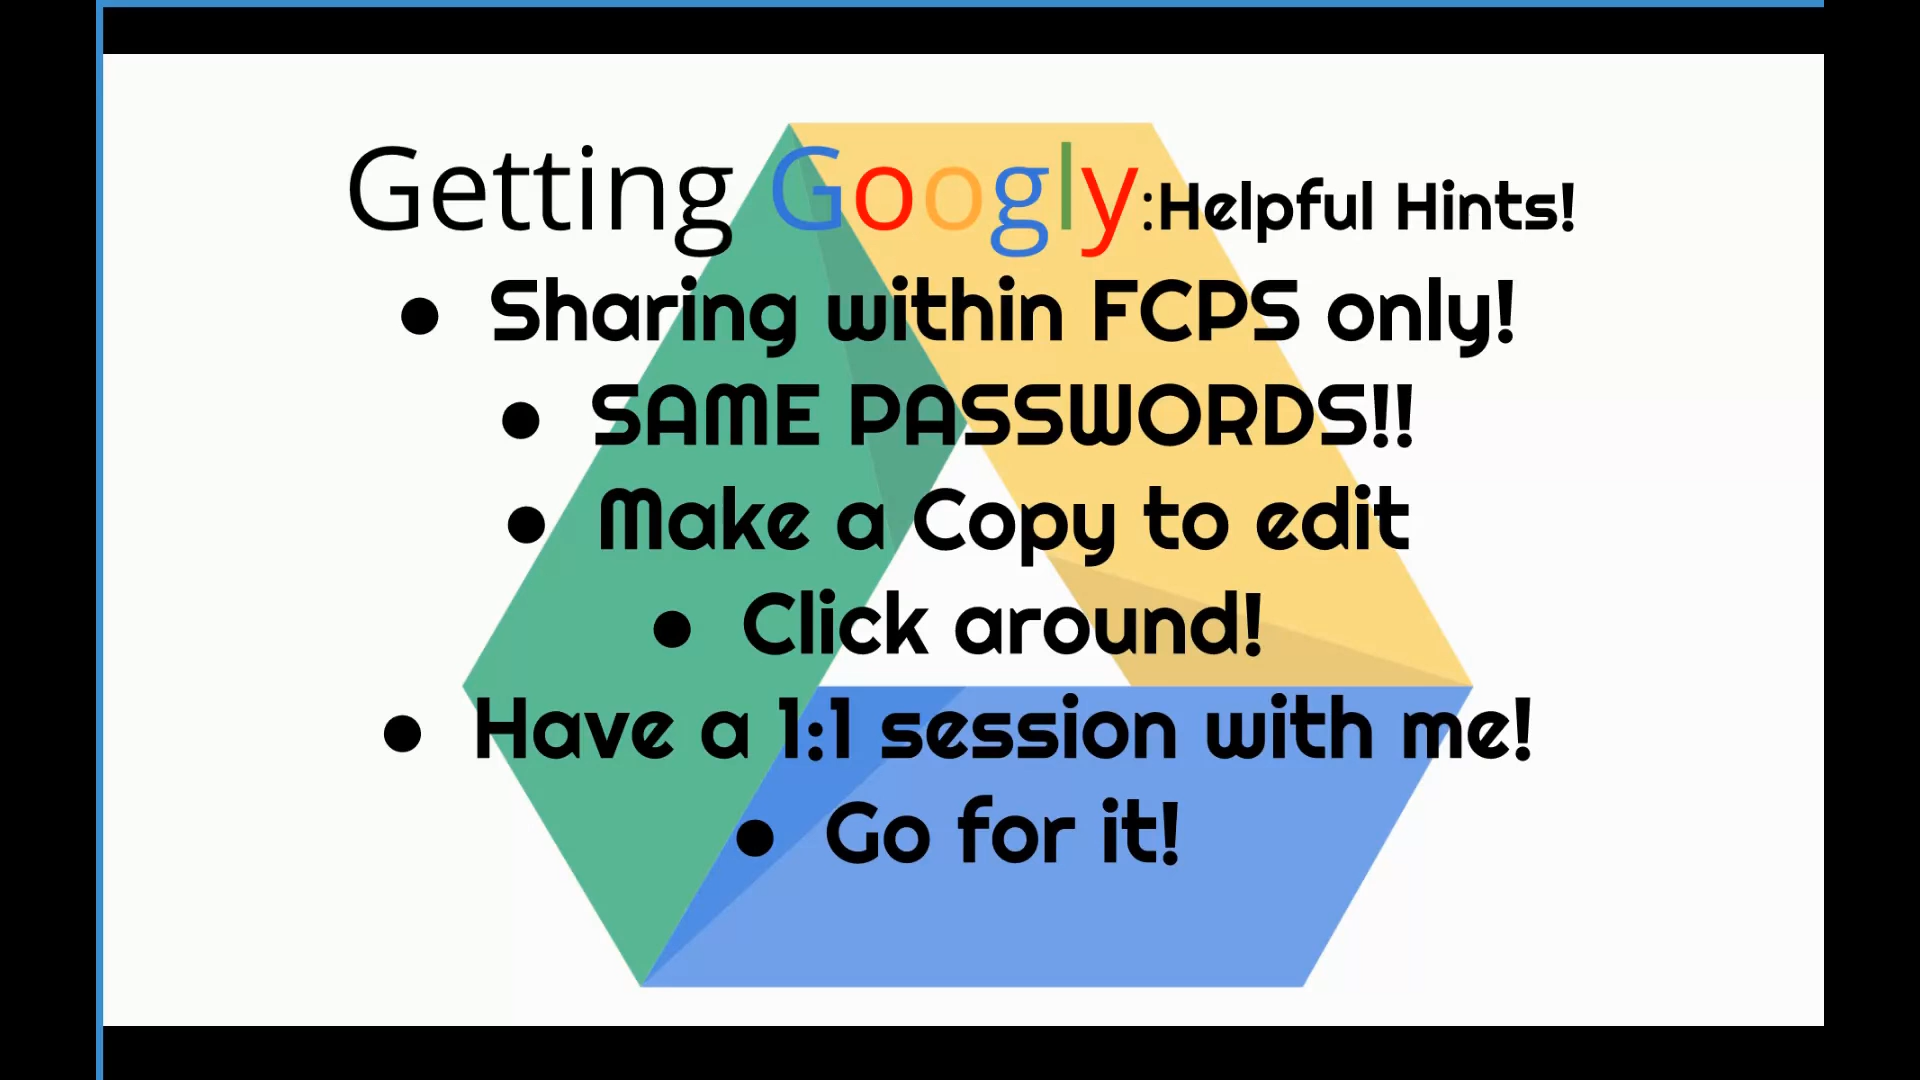 Getting Googly:Helpful Hints!
● Sharing within FCPS only!
● SAME PASSWORDS!!
● Make a Copy to edit
● Click around!
● Have a 1:1 session with me!
● Go for it!